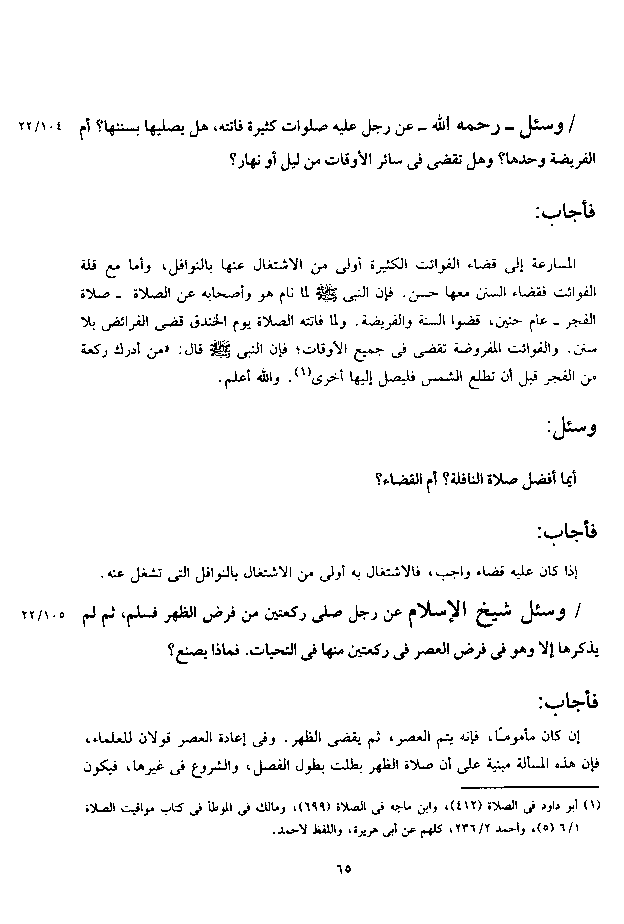 / وسئل ـ رحمه الله ـ عن رجل عليه صلوات كثيرة فاتته، هل يصليها بسننها؟ أم ٢٢/١٠٤
الفريضة وحدها؟ وهل تقضى فى سائر الأوقات من ليل أو نهار؟
فأجاب:
المسارعة إلى قضاء الفوائت الكثيرة أولى من الاشتغال عنها بالنوافل، وأما مع قلة
الفوائت فقضاء السنن معها حسن. فإن النبى ﷺ لما نام هو وأصحابه عن الصلاة ـ صلاة
الفجر ـ عام حنين، قضوا السنة والفريضة. ولما فاتته الصلاة يوم الخندق قضى الفرائض بلا
سنن. والفوائت المفروضة تقضى فى جميع الأوقات؛ فإن النبى ﷺ قال: «من أدرك ركعة
من الفجر قبل أن تطلع الشمس فليصل إليها أخرى(١). والله أعلم.
وسئل:
أيما أفضل صلاة النافلة؟ أم القضاء؟
فأجاب:
إذا كان عليه قضاء واجب، فالاشتغال به أولى من الاشتغال بالنوافل التى تشغل عنه.
/ وسئل شيخ الإسلام عن رجل صلى ركعتين من فرض الظهر فسلم، ثم لم ٢٢/١٠٥
يذكرها إلا وهو فى فرض العصر فى ركعتين منها فى التحيات. فماذا يصنع؟
فأجاب:
إن كان مأمومًا، فإنه يتم العصر، ثم يقضى الظهر. وفى إعادة العصر قولان للعلماء،
فإن هذه المسألة مبنية على أن صلاة الظهر بطلت بطول الفصل، والشروع فى غيرها، فيكون
(١) أبو داود فى الصلاة (٤١٢)، وابن ماجه فى الصلاة (٦٩٩)، ومالك فى الموطأ فى كتاب مواقيت الصلاة
٦/١ (٥)، وأحمد ٢٣٦/٢، كلهم عن أبى هريرة، واللفظ لأحمد.
٦٥